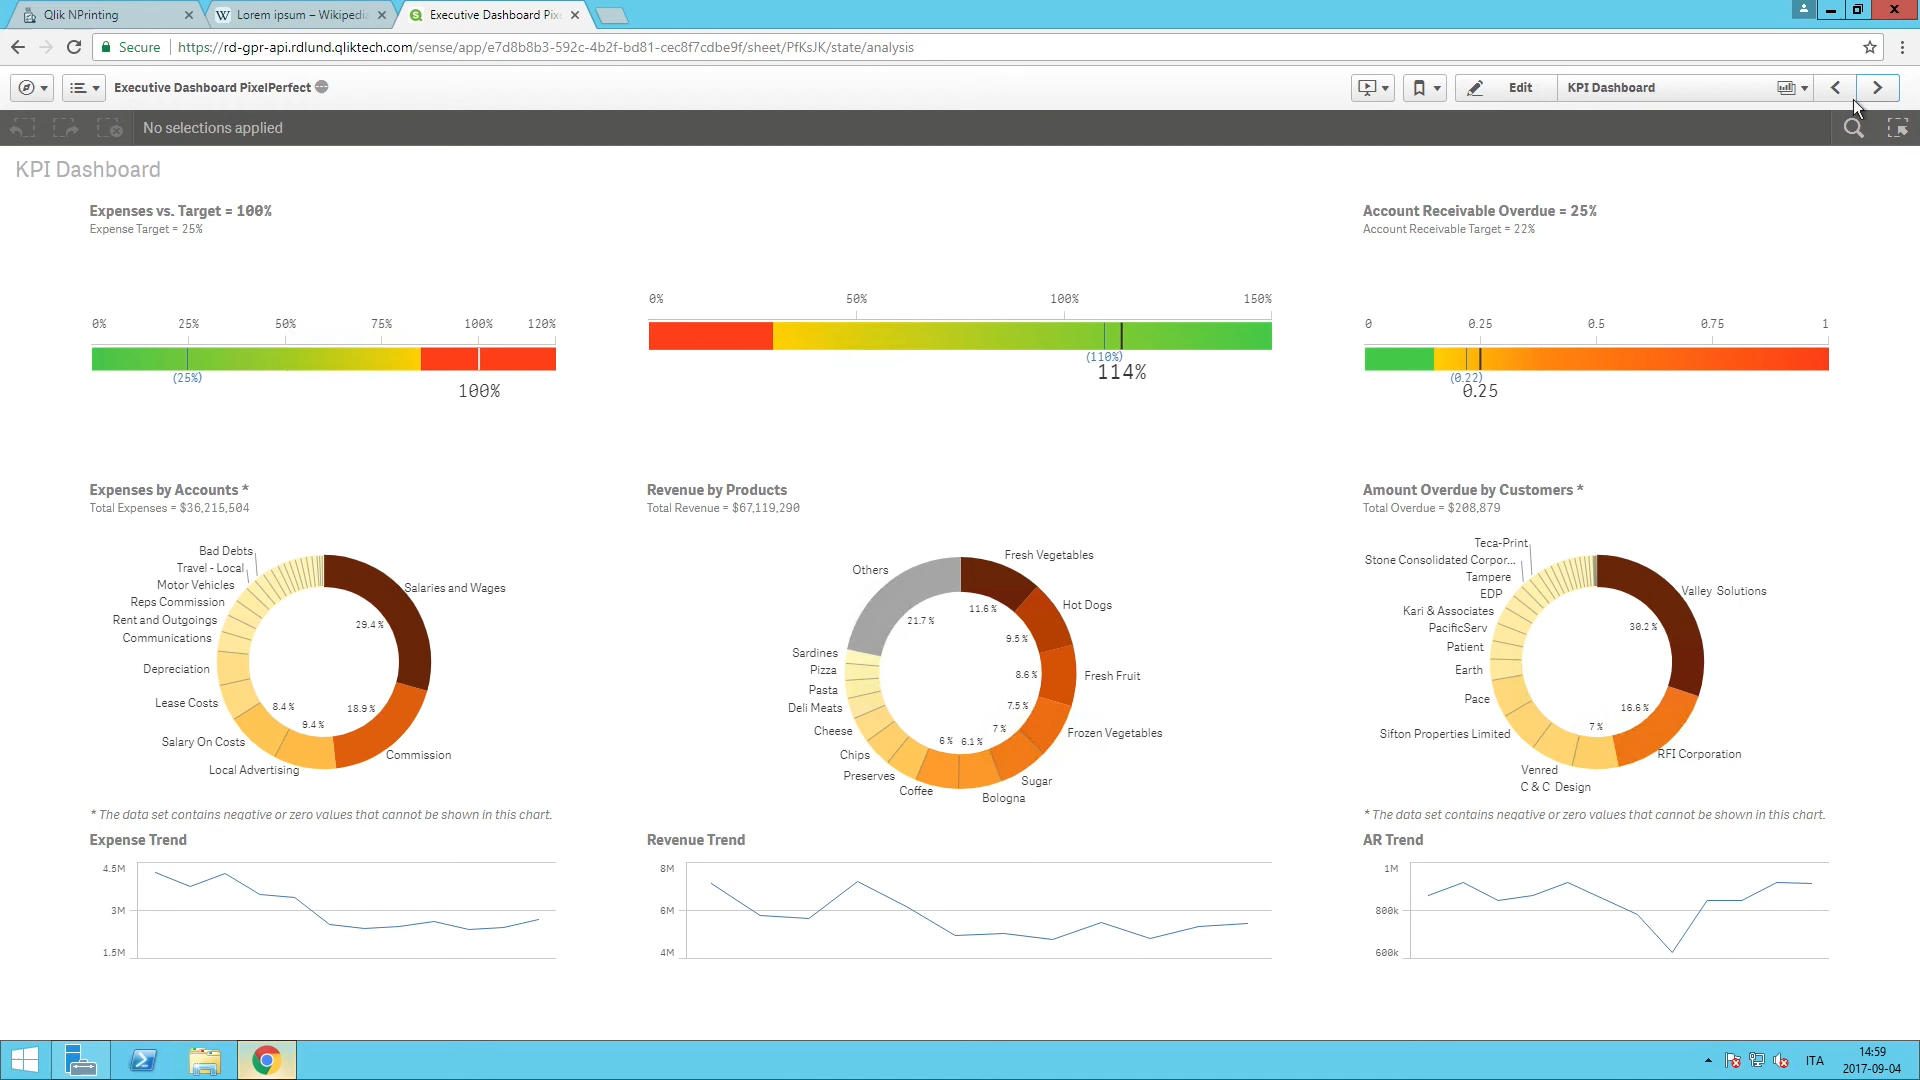 Qlik NPrinting
Lorem ipsum – Wikipedia
Executive Dashboard Pix
Secure
https://rd-gpr-api.rdlund.qliktech.com/sense/app/e7d8b8b3-592c-4b2f-bd81-cec8f7cdbe9f/sheet/PfKsJK/state/analysis
Executive Dashboard PixelPerfect
Edit
KPI Dashboard
No selections applied
KPI Dashboard
Expenses vs. Target = 100%
Expense Target = 25%
0% 25% 50% 75% 100% 120%
(25%)
100%
0% 50% 100% 150%
(110%)
114%
Account Receivable Overdue = 25%
Account Receivable Target = 22%
0 0.25 0.5 0.75 1
(0.22)
0.25
Expenses by Accounts *
Total Expenses = $36,215,504
Bad Debts
Travel - Local
Motor Vehicles
Reps Commission
Rent and Outgoings
Communications
Depreciation
Lease Costs
Salary On Costs
Local Advertising
Salaries and Wages
Commission
29.4 %
18.9 %
9.4 %
8.4 %
* The data set contains negative or zero values that cannot be shown in this chart.
Revenue by Products
Total Revenue = $67,119,290
Others
Sardines
Pizza
Pasta
Deli Meats
Cheese
Chips
Preserves
Coffee
Bologna
Sugar
Frozen Vegetables
Fresh Fruit
Hot Dogs
Fresh Vegetables
21.7 %
11.6 %
9.5 %
8.6 %
7.5 %
7 %
6.1 %
6 %
Amount Overdue by Customers *
Total Overdue = $208,879
Teca-Print
Stone Consolidated Corpor...
Tampere
EDP
Kari & Associates
PacificServ
Patient
Earth
Pace
Sifton Properties Limited
Venred
C & C Design
RFI Corporation
Valley Solutions
30.2 %
16.6 %
7 %
* The data set contains negative or zero values that cannot be shown in this chart.
Expense Trend
4.5M
3M
1.5M
Revenue Trend
8M
6M
4M
AR Trend
1M
800k
600k
ITA
14:59
2017-09-04